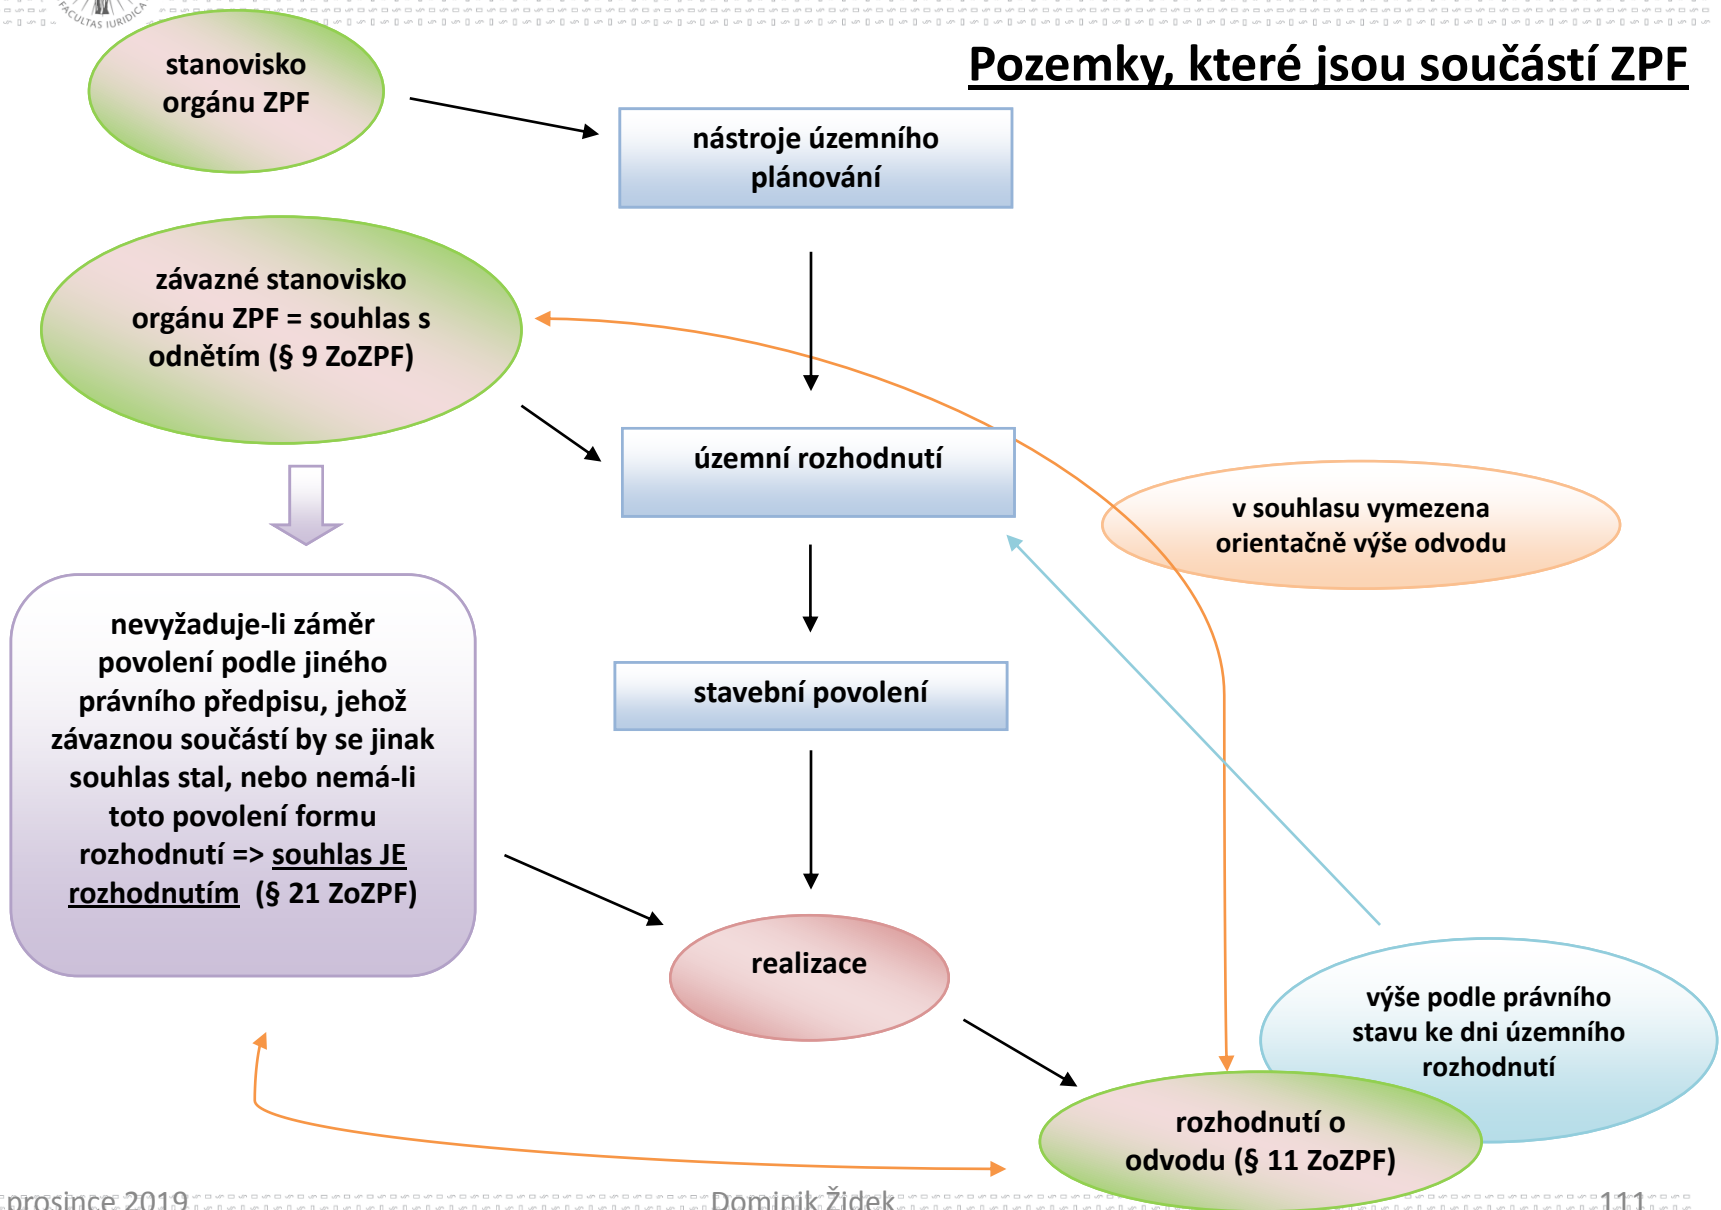 FACULTAS IURIDICA
Pozemky, které jsou součástí ZPF
stanovisko
orgánu ZPF
nástroje územního
plánování
závazné stanovisko
orgánu ZPF = souhlas s
odnětím (§ 9 ZoZPF)
územní rozhodnutí
v souhlasu vymezena
orientačně výše odvodu
nevyžaduje-li záměr
povolení podle jiného
právního předpisu, jehož
závaznou součástí by se jinak
souhlas stal, nebo nemá-li
toto povolení formu
rozhodnutí => souhlas JE
rozhodnutím (§ 21 ZoZPF)
stavební povolení
realizace
výše podle právního
stavu ke dni územního
rozhodnutí
rozhodnutí o
odvodu (§ 11 ZoZPF)
prosince 2019
Dominik Židek
111